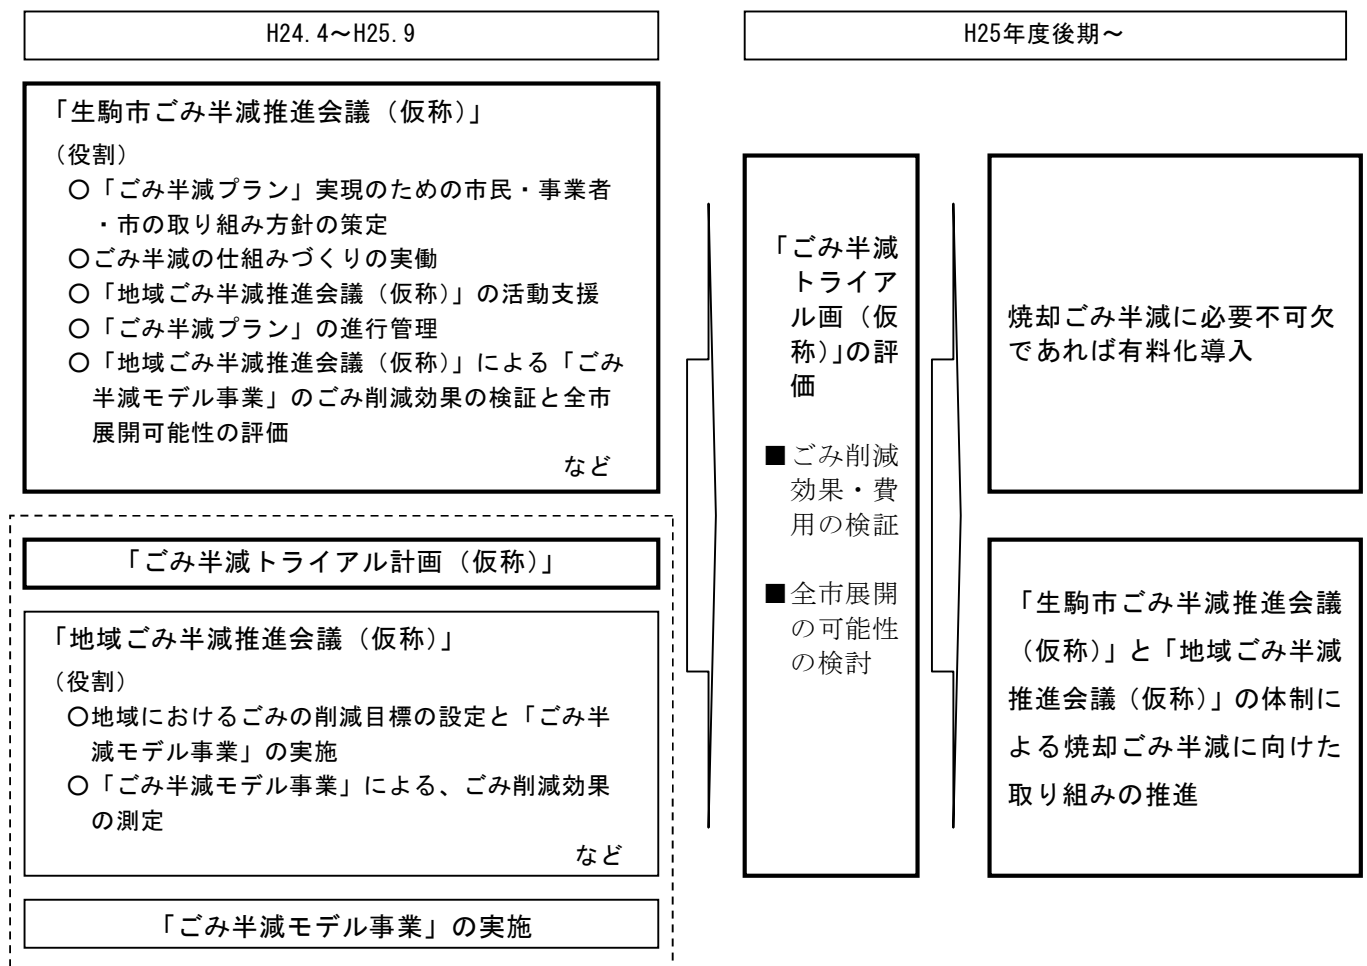 H24.4～H25.9
H25年度後期～
「生駒市ごみ半減推進会議（仮称）」
（役割）
○「ごみ半減プラン」実現のための市民・事業者
・市の取り組み方針の策定
○ごみ半減の仕組みづくりの実働
○「地域ごみ半減推進会議（仮称）」の活動支援
○「ごみ半減プラン」の進行管理
○「地域ごみ半減推進会議（仮称）」による「ごみ
半減モデル事業」のごみ削減効果の検証と全市
展開可能性の評価
など
「ごみ半減トライアル計画（仮称）」
「地域ごみ半減推進会議（仮称）」
（役割）
○地域におけるごみの削減目標の設定と「ごみ半
減モデル事業」の実施
○「ごみ半減モデル事業」による、ごみ削減効果
の測定
など
「ごみ半減モデル事業」の実施
「ごみ半減
トライア
ル画（仮
称）」の評
価
■ごみ削減
効果・費
用の検証
■全市展開
の可能性
の検討
焼却ごみ半減に必要不可欠
であれば有料化導入
「生駒市ごみ半減推進会議
（仮称）」と「地域ごみ半減
推進会議（仮称）」の体制に
よる焼却ごみ半減に向けた
取り組みの推進